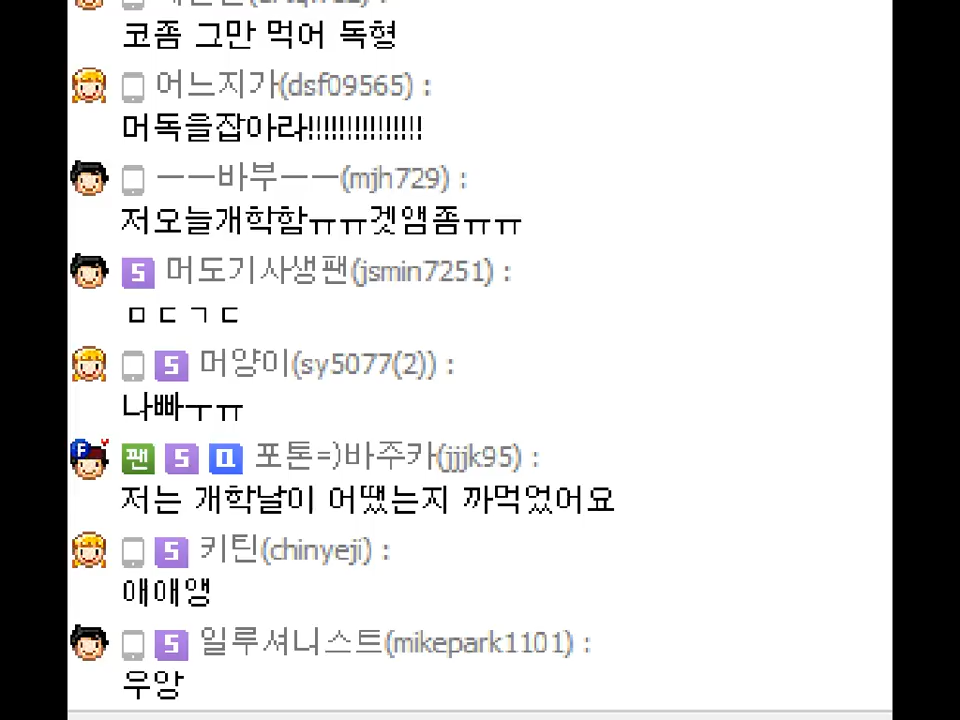 코좀 그만 먹어 독형
어느지가(dsf09565) :
머독을잡아라!!!!!!!!!!!!!!!
ㅡㅡ바부ㅡㅡ(mjh729) :
저오늘개학함ㅠㅠ겟앰좀ㅠㅠ
S 머도기사생팬(jsmin7251) :
ㅁㄷㄱㄷ
S 머양이(sy5077(2)) :
나빠ㅜㅠ
F
팬 S 포톤=)바주카(jjjk95) :
저는 개학날이 어땠는지 까먹었어요
S 키틴(chinyeji) :
애애앵
S 일루셔니스트(mikepark1101) :
우앙